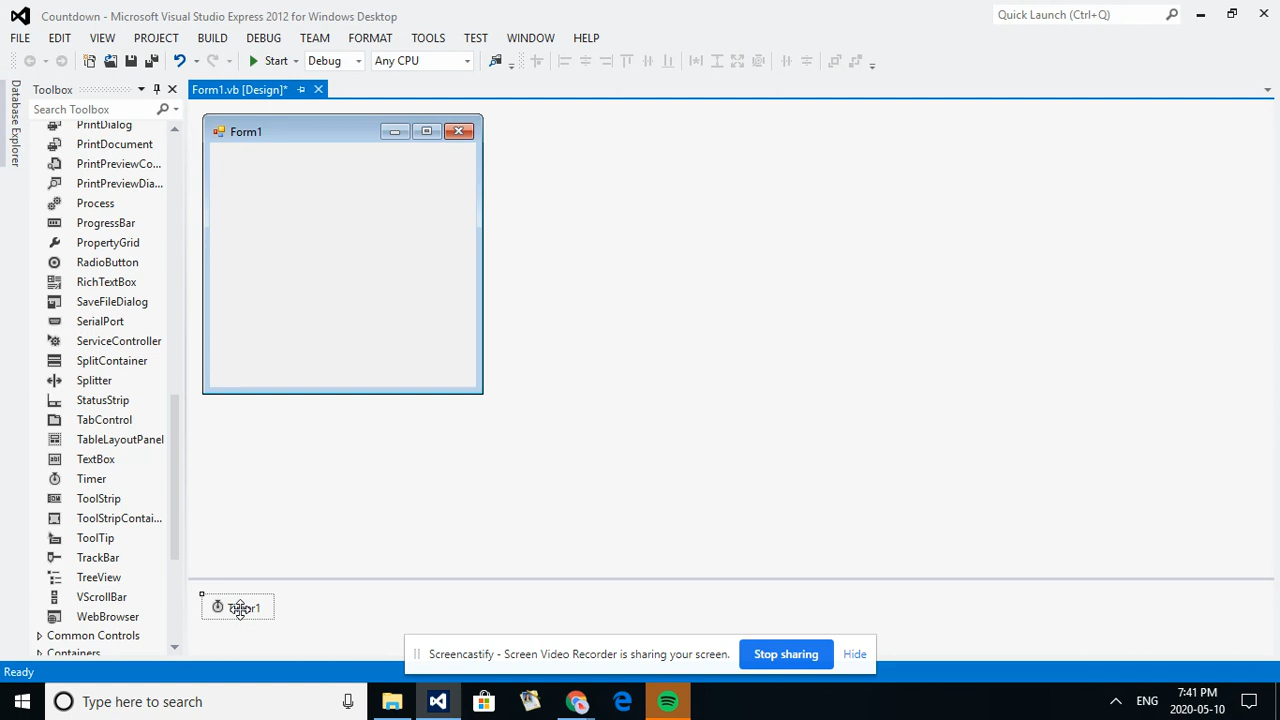 Countdown - Microsoft Visual Studio Express 2012 for Windows Desktop
Quick Launch (Ctrl+Q)
FILE EDIT VIEW PROJECT BUILD DEBUG TEAM FORMAT TOOLS TEST WINDOW HELP
Start Debug Any CPU
Database Explorer
Toolbox
Form1.vb [Design]*
Search Toolbox
Form1
PrintDialog
PrintDocument
PrintPreviewCo...
PrintPreviewDia...
Process
ProgressBar
PropertyGrid
RadioButton
RichTextBox
SaveFileDialog
SerialPort
ServiceController
SplitContainer
Splitter
StatusStrip
TabControl
TableLayoutPanel
TextBox
Timer
ToolStrip
ToolStripContai...
ToolTip
TrackBar
TreeView
VScrollBar
WebBrowser
Common Controls
Containers
Timer1
Screencastify - Screen Video Recorder is sharing your screen. Stop sharing Hide
Ready
Type here to search
ENG
7:41 PM
2020-05-10